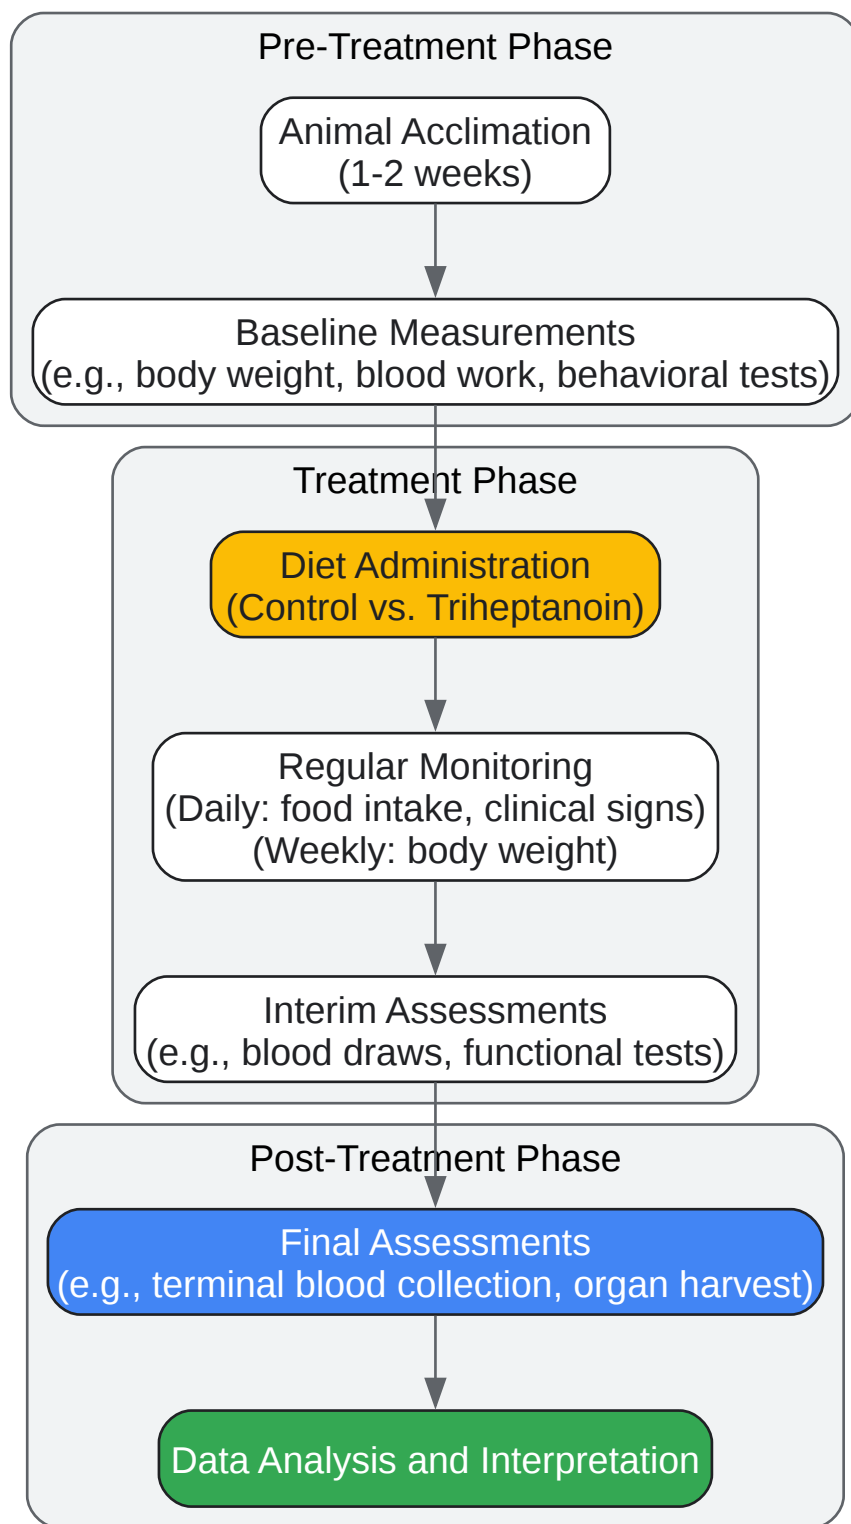 Pre-Treatment Phase
Animal Acclimation
(1-2 weeks)
Baseline Measurements
(e.g., body weight, blood work, behavioral tests)
Treatment Phase
Diet Administration
(Control vs. Triheptanoin)
Regular Monitoring
(Daily: food intake, clinical signs)
(Weekly: body weight)
Interim Assessments
(e.g., blood draws, functional tests)
Post-Treatment Phase
Final Assessments
(e.g., terminal blood collection, organ harvest)
Data Analysis and Interpretation